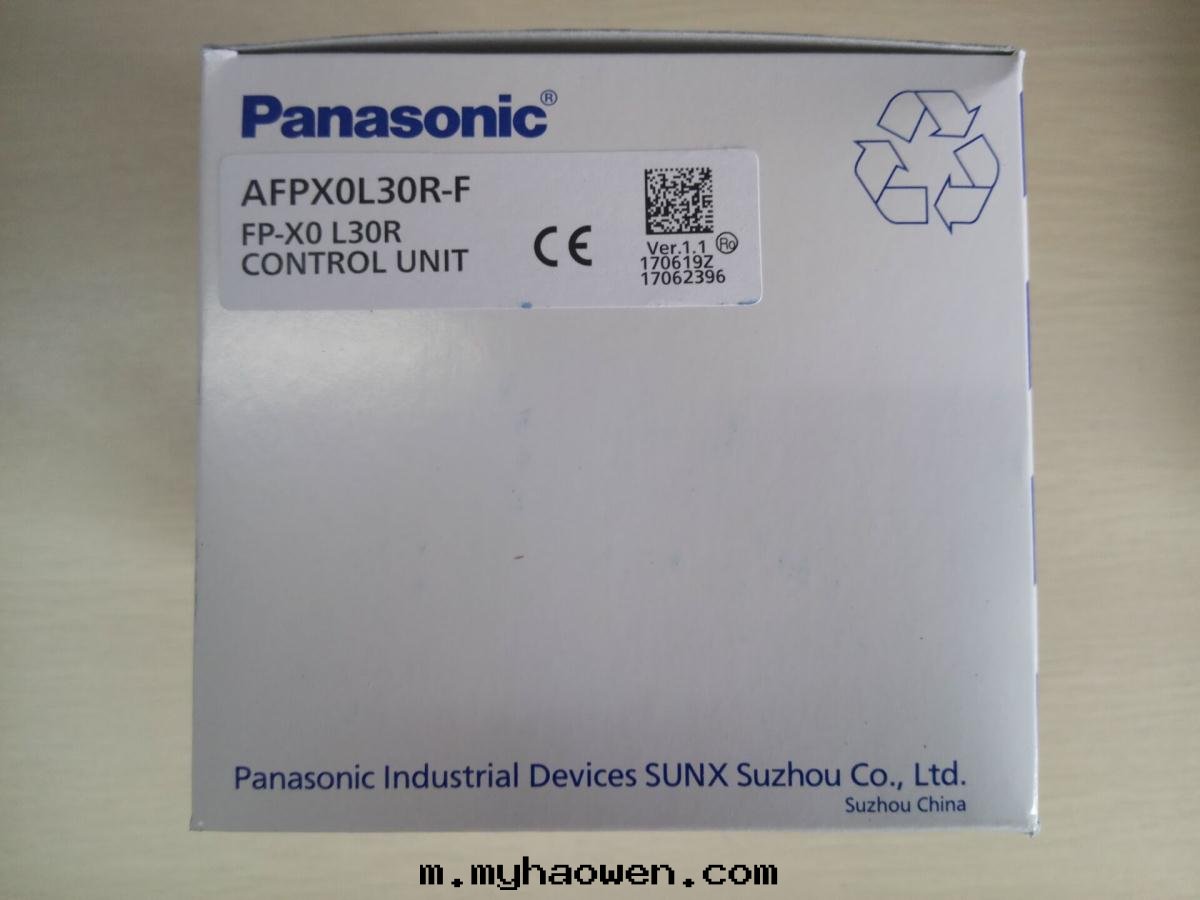 Panasonic®
AFPX0L30R-F
FP-X0 L30R
CONTROL UNIT
CE
Ver.1.1 Ro
170619Z
17062396
Panasonic Industrial Devices SUNX Suzhou Co., Ltd.
Suzhou China
m.myhaowen.com